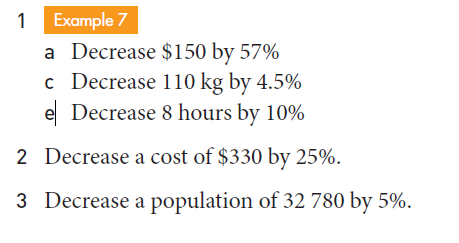 1 Example 7
a Decrease $150 by 57%
c Decrease 110 kg by 4.5%
e Decrease 8 hours by 10%
2 Decrease a cost of $330 by 25%.
3 Decrease a population of 32 780 by 5%.